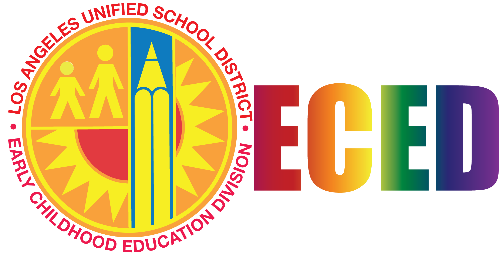 LOS ANGELES UNIFIED SCHOOL DISTRICT
• EARLY CHILDHOOD EDUCATION DIVISION •
ECED